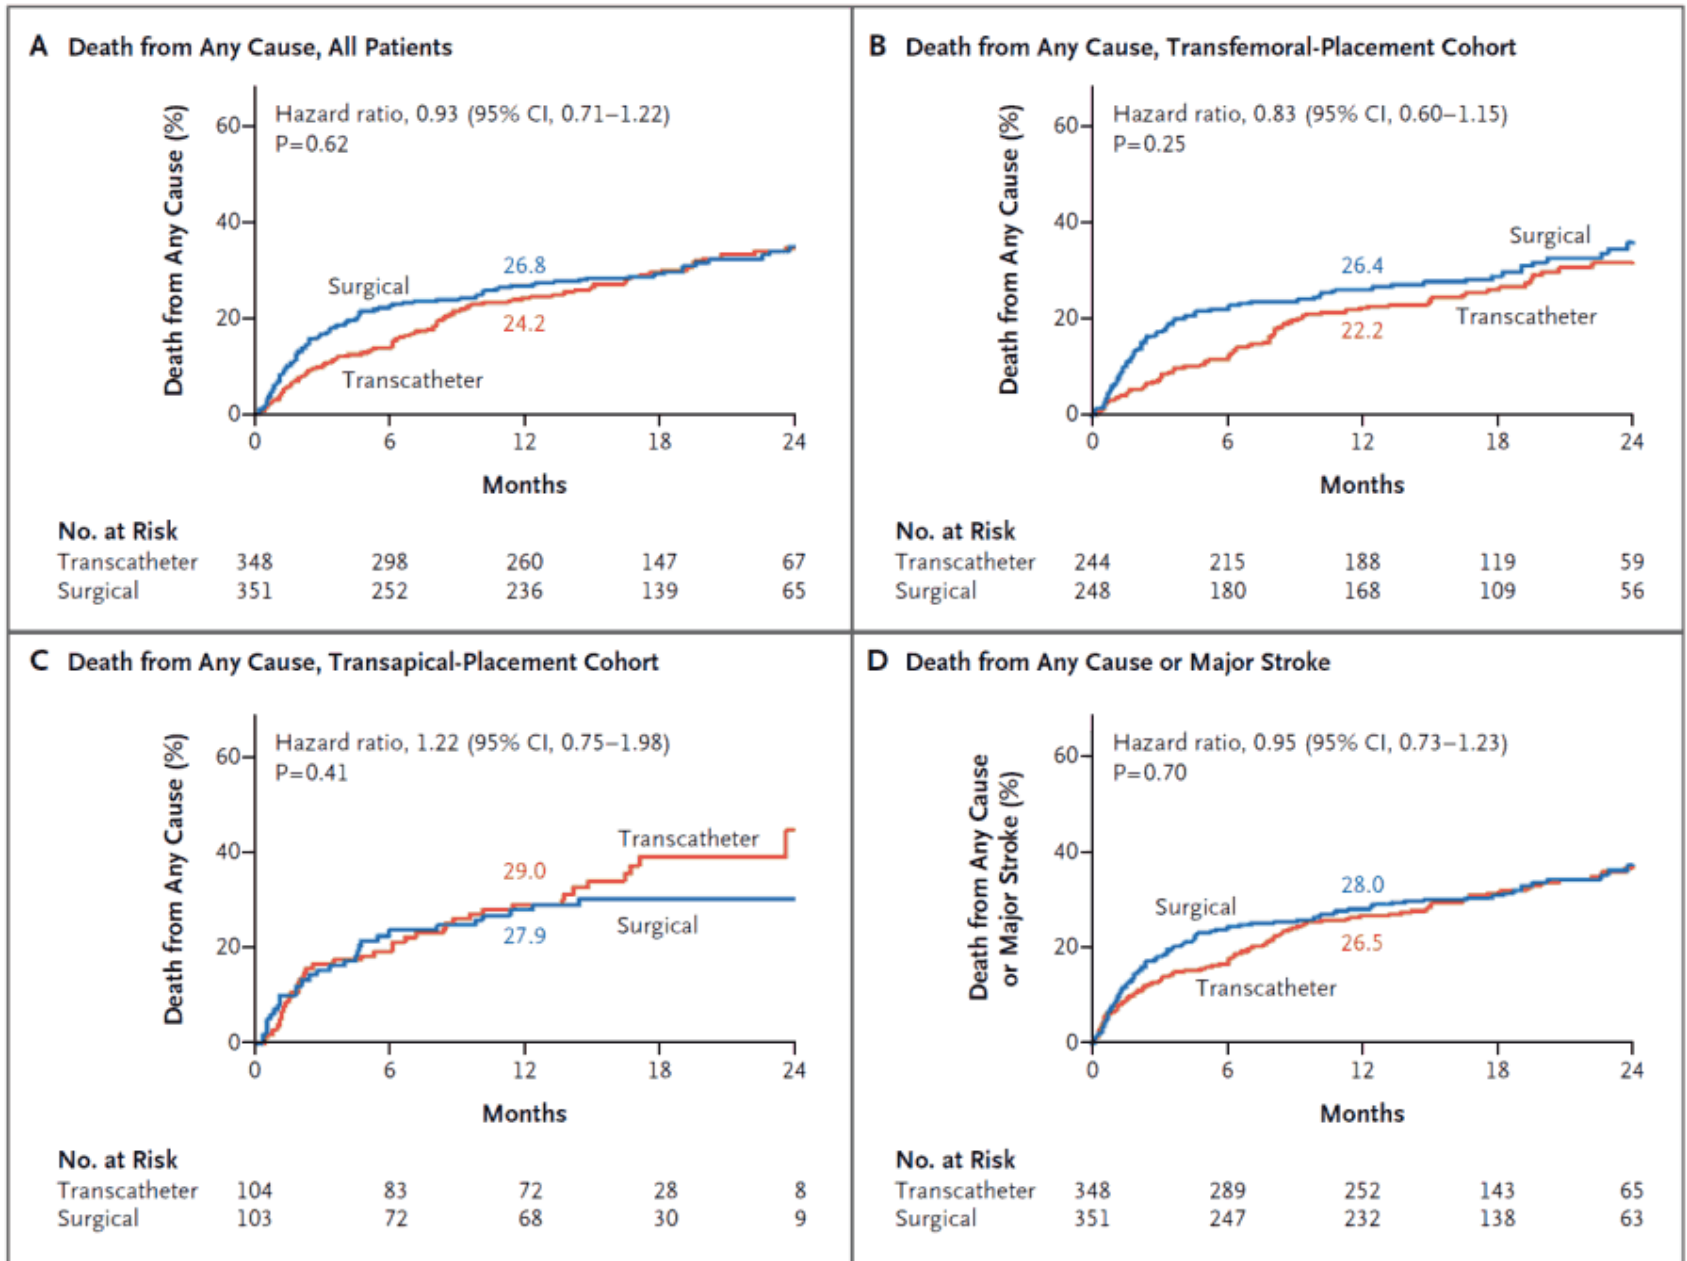 A Death from Any Cause, All Patients
Death from Any Cause (%)
Hazard ratio, 0.93 (95% CI, 0.71–1.22)
P=0.62
60
40
20
0
Surgical
26.8
24.2
Transcatheter
0 6 12 18 24
Months
No. at Risk
Transcatheter 348 298 260 147 67
Surgical 351 252 236 139 65
B Death from Any Cause, Transfemoral-Placement Cohort
Death from Any Cause (%)
Hazard ratio, 0.83 (95% CI, 0.60–1.15)
P=0.25
60
40
20
0
Surgical
26.4
Transcatheter
22.2
0 6 12 18 24
Months
No. at Risk
Transcatheter 244 215 188 119 59
Surgical 248 180 168 109 56
C Death from Any Cause, Transapical-Placement Cohort
Death from Any Cause (%)
Hazard ratio, 1.22 (95% CI, 0.75–1.98)
P=0.41
60
40
20
0
Transcatheter
29.0
Surgical
27.9
0 6 12 18 24
Months
No. at Risk
Transcatheter 104 83 72 28 8
Surgical 103 72 68 30 9
D Death from Any Cause or Major Stroke
Death from Any Cause
or Major Stroke (%)
Hazard ratio, 0.95 (95% CI, 0.73–1.23)
P=0.70
60
40
20
0
28.0
Surgical
26.5
Transcatheter
0 6 12 18 24
Months
No. at Risk
Transcatheter 348 289 252 143 65
Surgical 351 247 232 138 63